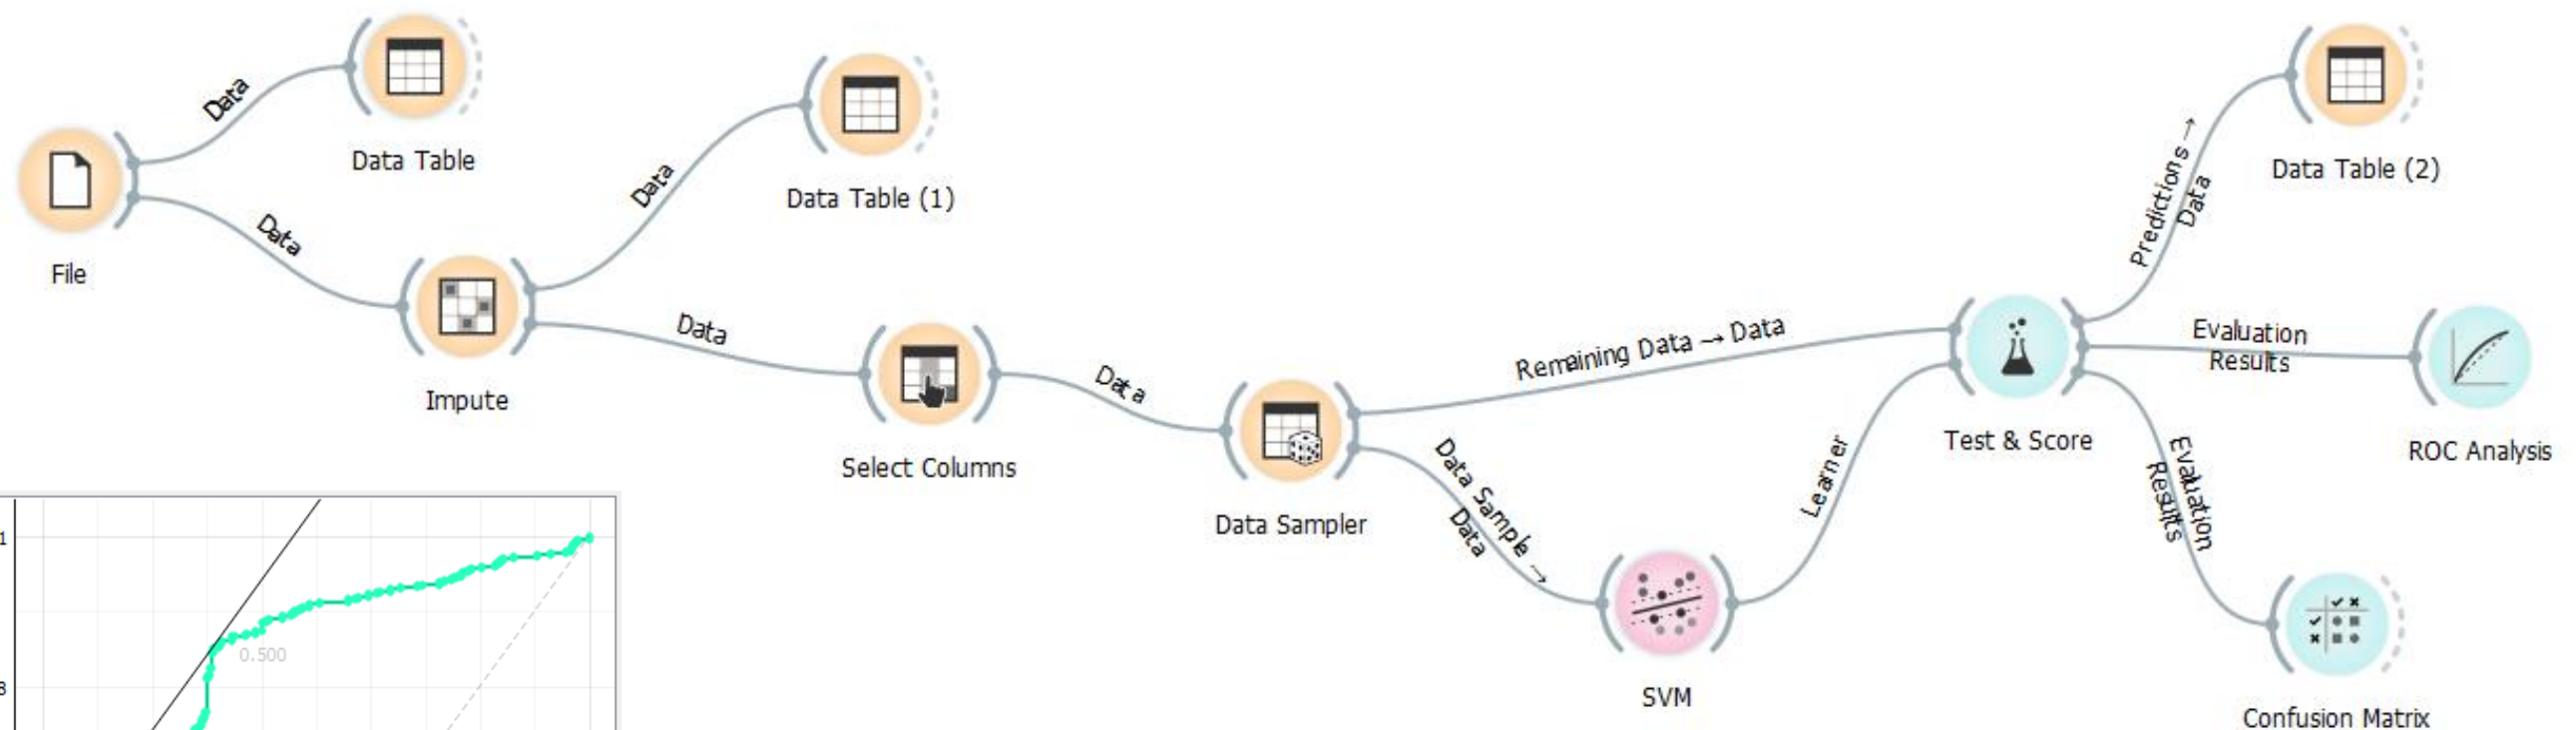 Data
Data Table
File
Data
Data
Data Table (1)
Impute
Data
Select Columns
Data
Data Sampler
Remaining Data → Data
Data Sample →
Data
SVM
Learner
Test & Score
Predictions →
Data
Data Table (2)
Evaluation
Results
ROC Analysis
Evaluation
Results
Confusion Matrix
1
0.500
8